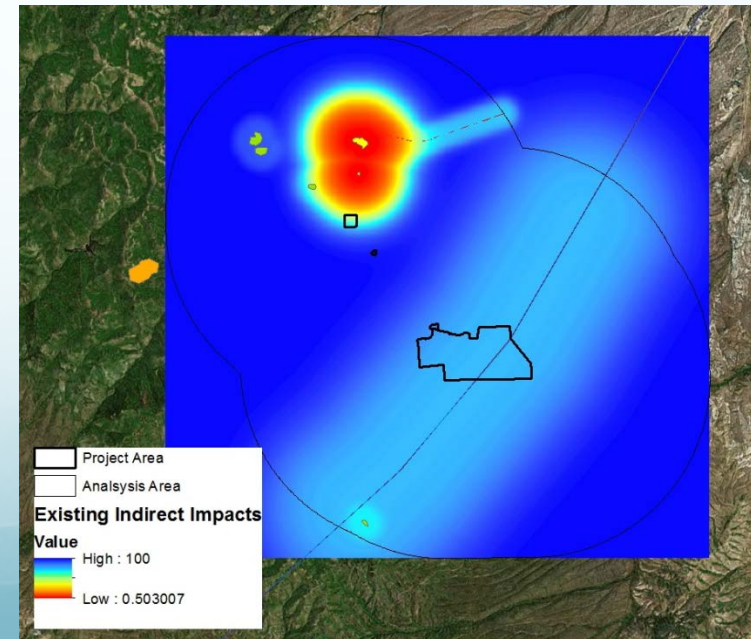 Project Area
Analsysis Area
Existing Indirect Impacts
Value
High : 100
Low : 0.503007